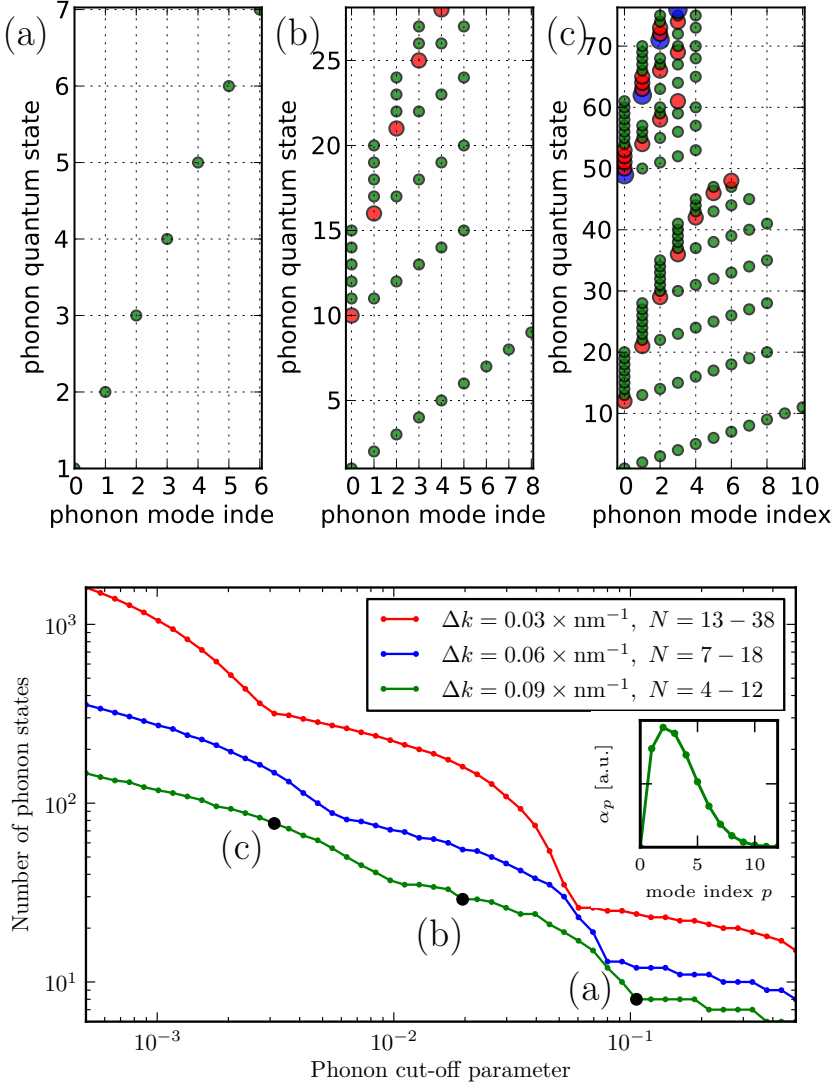 (a)
phonon quantum state
7
6
5
4
3
2
1
0 1 2 3 4 5 6
phonon mode inde
(b)
phonon quantum state
25
20
15
10
5
0 1 2 3 4 5 6 7 8
phonon mode inde
(c)
phonon quantum state
70
60
50
40
30
20
10
0 2 4 6 8 10
phonon mode index
Number of phonon states
10³
10²
10¹
Δk = 0.03 × nm⁻¹, N = 13 − 38
Δk = 0.06 × nm⁻¹, N = 7 − 18
Δk = 0.09 × nm⁻¹, N = 4 − 12
αₚ [a.u.]
0 5 10
mode index p
(c)
(b)
(a)
10⁻³ 10⁻² 10⁻¹
Phonon cut-off parameter